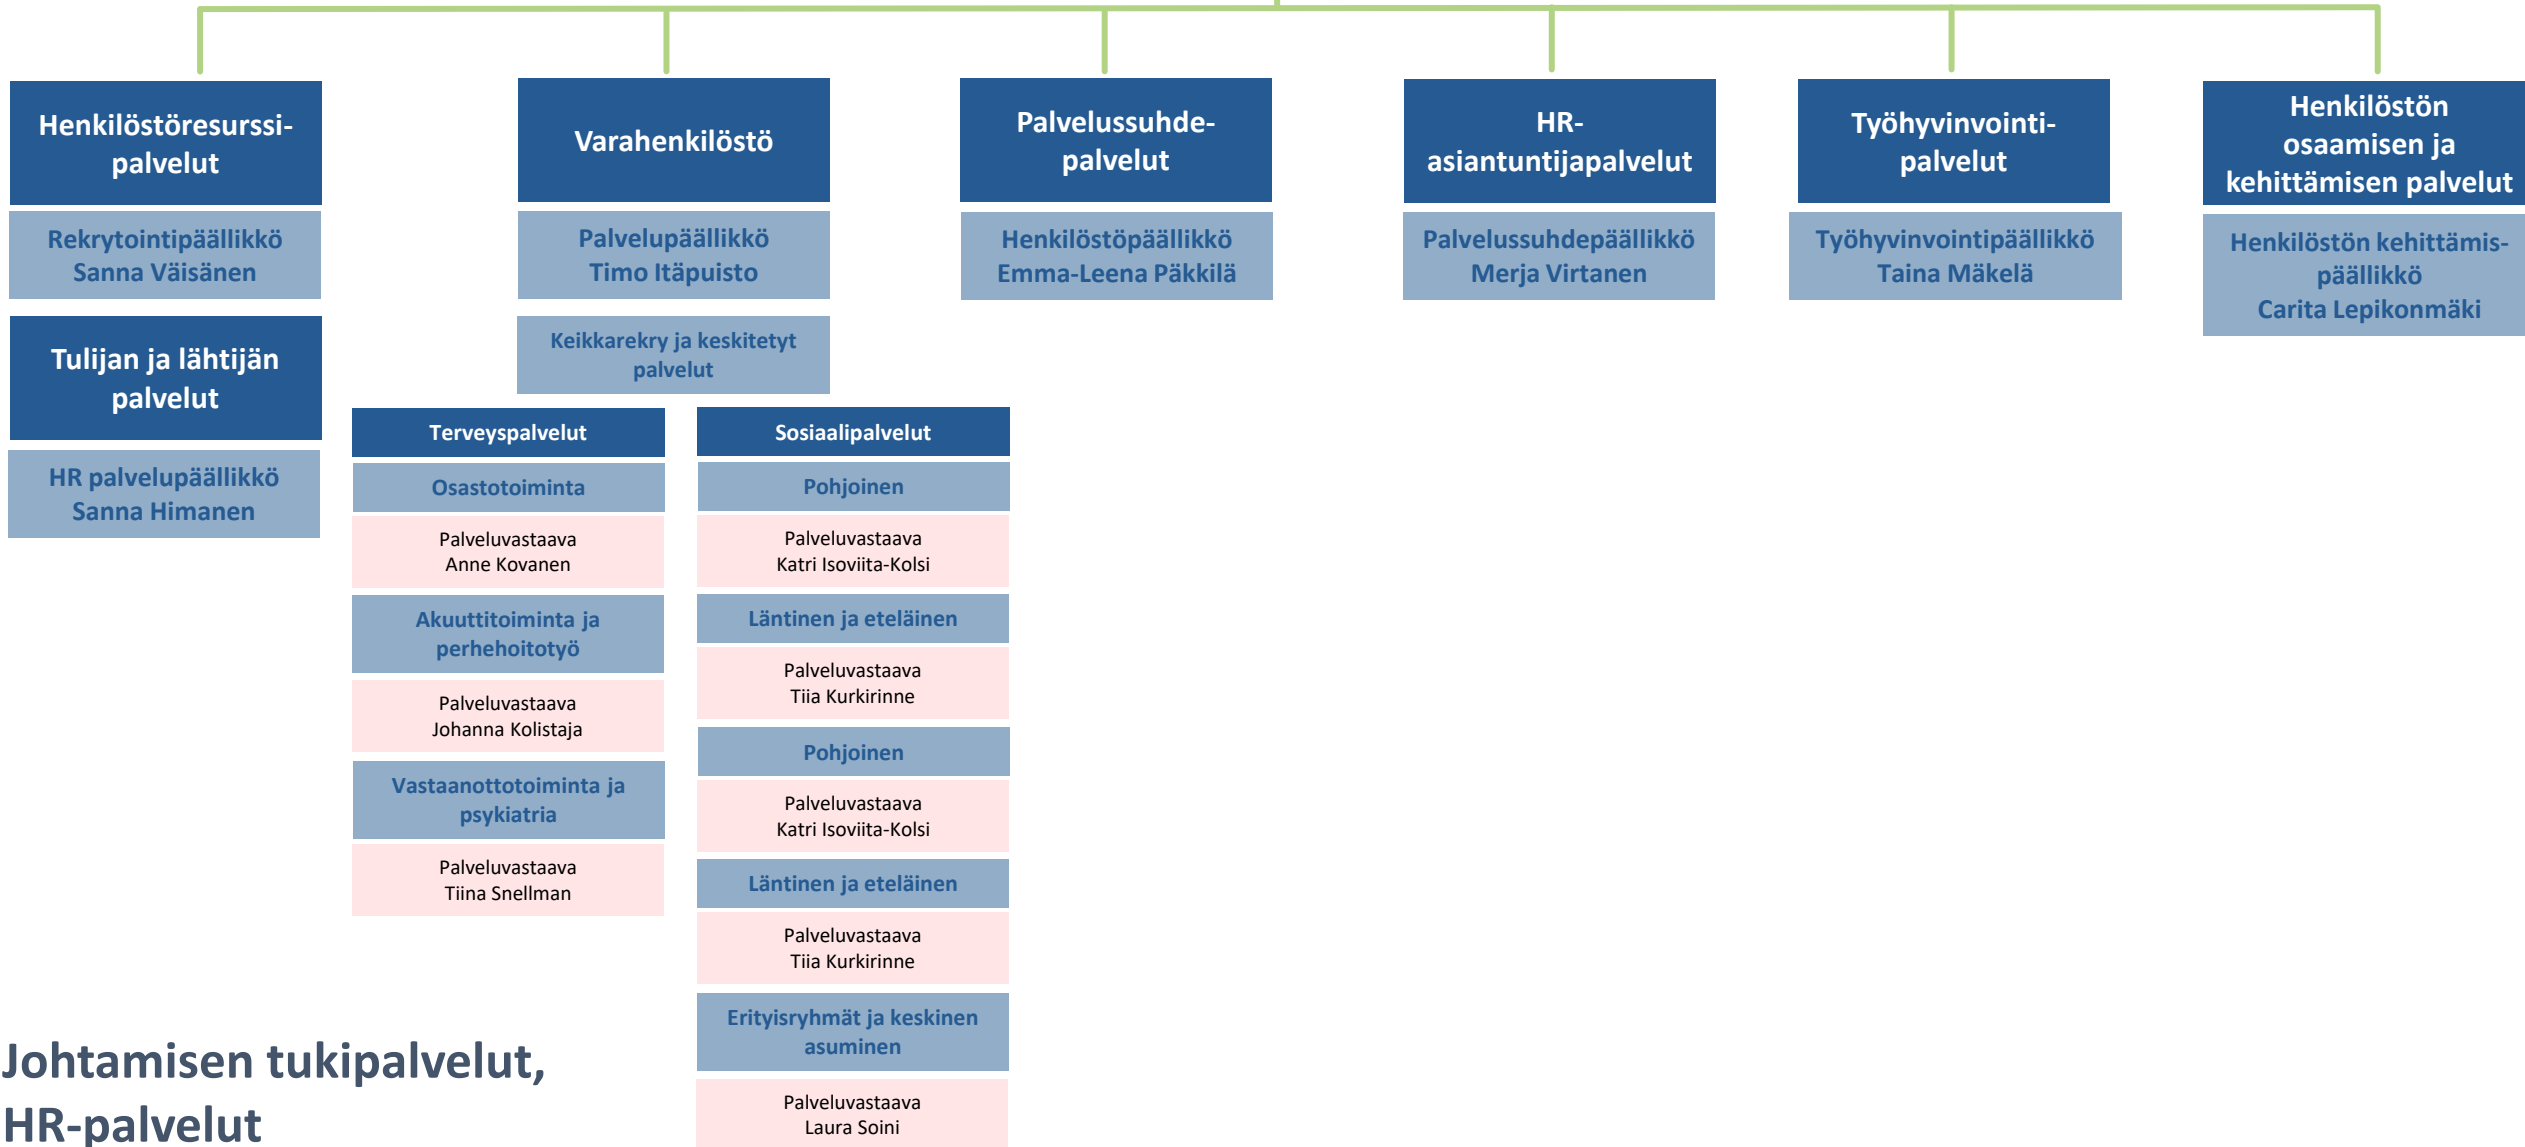 Henkilöstöresurssi-
palvelut
Rekrytointipäällikkö
Sanna Väisänen
Tulijan ja lähtijän
palvelut
HR palvelupäällikkö
Sanna Himanen
Varahenkilöstö
Palvelupäällikkö
Timo Itäpuisto
Keikkarekry ja keskitetyt
palvelut
Terveyspalvelut
Osastotoiminta
Palveluvastaava
Anne Kovanen
Akuuttitoiminta ja
perhehoitotyö
Palveluvastaava
Johanna Kolistaja
Vastaanottotoiminta ja
psykiatria
Palveluvastaava
Tiina Snellman
Sosiaalipalvelut
Pohjoinen
Palveluvastaava
Katri Isoviita-Kolsi
Läntinen ja eteläinen
Palveluvastaava
Tiia Kurkirinne
Pohjoinen
Palveluvastaava
Katri Isoviita-Kolsi
Läntinen ja eteläinen
Palveluvastaava
Tiia Kurkirinne
Erityisryhmät ja keskinen
asuminen
Palveluvastaava
Laura Soini
Palvelussuhde-
palvelut
Henkilöstöpäällikkö
Emma-Leena Päkkilä
HR-
asiantuntijapalvelut
Palvelussuhdepäällikkö
Merja Virtanen
Työhyvinvointi-
palvelut
Työhyvinvointipäällikkö
Taina Mäkelä
Henkilöstön
osaamisen ja
kehittämisen palvelut
Henkilöstön kehittämis-
päällikkö
Carita Lepikonmäki
Johtamisen tukipalvelut,
HR-palvelut